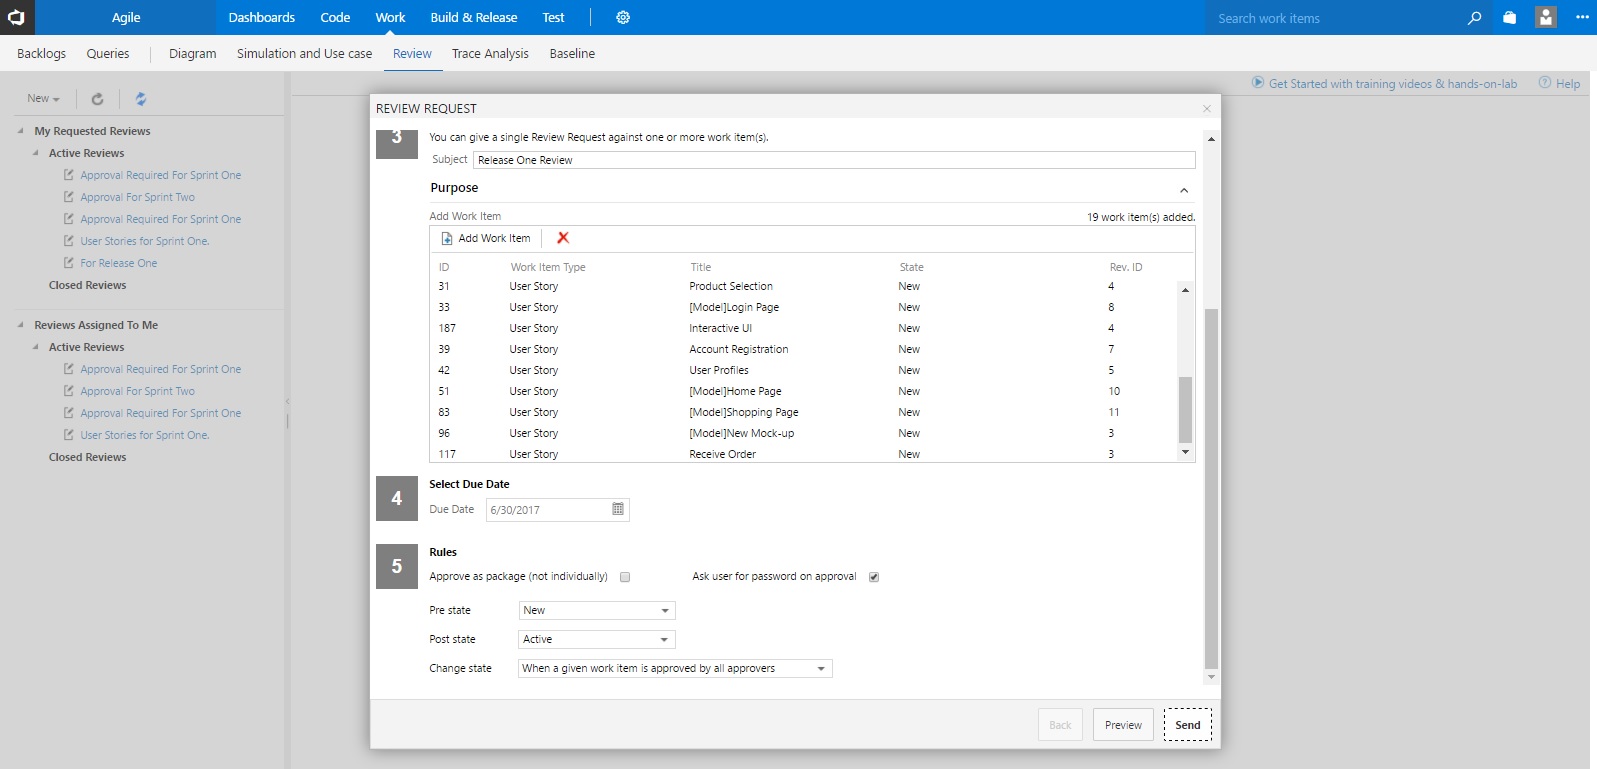 Agile Dashboards Code Work Build & Release Test Search work items
Backlogs Queries Diagram Simulation and Use case Review Trace Analysis Baseline
Get Started with training videos & hands-on-lab Help
New
My Requested Reviews
Active Reviews
Approval Required For Sprint One
Approval For Sprint Two
Approval Required For Sprint One
User Stories for Sprint One.
For Release One
Closed Reviews
Reviews Assigned To Me
Active Reviews
Approval Required For Sprint One
Approval For Sprint Two
Approval Required For Sprint One
User Stories for Sprint One.
Closed Reviews
REVIEW REQUEST
3 You can give a single Review Request against one or more work item(s).
Subject Release One Review
Purpose
Add Work Item 19 work item(s) added.
Add Work Item
ID Work Item Type Title State Rev. ID
31 User Story Product Selection New 4
33 User Story [Model]Login Page New 8
187 User Story Interactive UI New 4
39 User Story Account Registration New 7
42 User Story User Profiles New 5
51 User Story [Model]Home Page New 10
83 User Story [Model]Shopping Page New 11
96 User Story [Model]New Mock-up New 3
117 User Story Receive Order New 3
4 Select Due Date
Due Date 6/30/2017
5 Rules
Approve as package (not individually) Ask user for password on approval
Pre state New
Post state Active
Change state When a given work item is approved by all approvers
Back Preview Send